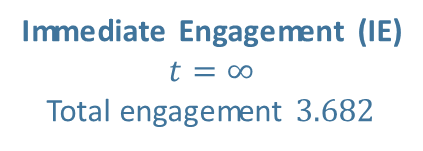 Immediate Engagement (IE)
t = ∞
Total engagement 3.682